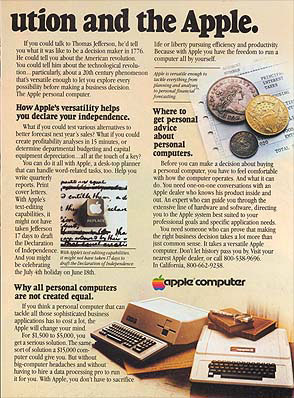 ution and the Apple.
If you could talk to Thomas Jefferson, he'd tell
you what it was like to be a decision maker in 1776.
He could tell you about the American revolution.
You could tell him about the technological revolu-
tion... particularly, about a 20th century phenomenon
that's versatile enough to let you explore every
possibility before making a business decision.
The Apple personal computer.
How Apple's versatility helps
you declare your independence.
What if you could test various alternatives to
better forecast next year's sales? What if you could
create profitability analyses in 15 minutes, or
determine departmental budgeting and capital
equipment depreciation...all at the touch of a key?
You can do it all with Apple, a desk-top planner
that can handle word-related tasks, too. Help you
write quarterly
reports. Print
cover letters.
With Apple's
text-editing
capabilities, it
might not have
taken Jefferson
17 days to draft
the Declaration
of Independence.
And you might
be celebrating
the July 4th holiday on June 18th.
With Apple's text-editing capabilities,
it might not have taken 17 days to
draft the Declaration of Independence.
Why all personal computers
are not created equal.
If you think a personal computer that can
tackle all those sophisticated business
applications has to cost a lot, the
Apple will change your mind.
For $1,500 to $5,000, you
get a serious solution. The same
sort of solution a $15,000 com-
puter could give you. But without
big-computer headaches and without
having to hire a data processing pro to run
it for you. With Apple, you don't have to sacrifice
life or liberty pursuing efficiency and productivity.
Because with Apple you have the freedom to run a
computer all by yourself.
Apple is versatile enough to
tackle everything from
planning and analyses,
to personal financial
forecasting.
PRINCIPAL
INTEREST
TAXES
Where to
get personal
advice
about
personal
computers.
Before you can make a decision about buying
a personal computer, you have to feel comfortable
with how the computer operates. And what it can
do. You need one-on-one conversations with an
Apple dealer who knows his product inside and
out. An expert who can guide you through the
extensive line of hardware and software, directing
you to the Apple system best suited to your
professional goals and specific application needs.
You need someone who can prove that making
the right business decision takes a lot more than
just common sense. It takes a versatile Apple
computer. Don't let history pass you by. Visit your
nearest Apple dealer, or call 800-538-9696.
In California, 800-662-9238.
apple computer